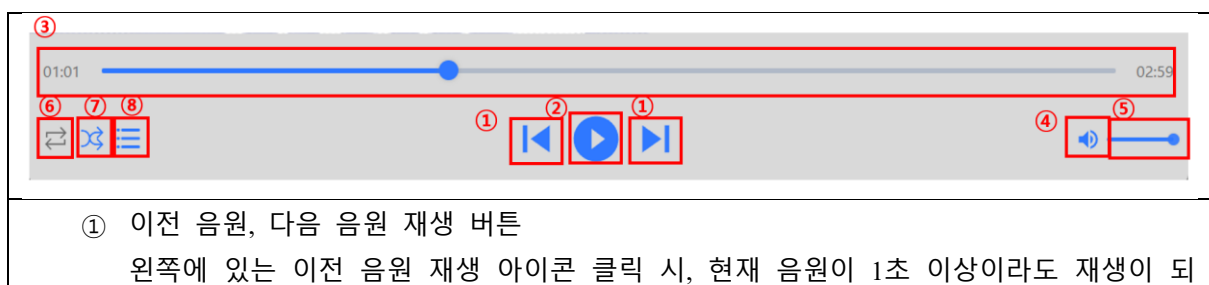 ③
01:01 02:59
⑥ ⑦ ⑧ ① ② ① ④ ⑤
① 이전 음원, 다음 음원 재생 버튼
왼쪽에 있는 이전 음원 재생 아이콘 클릭 시, 현재 음원이 1초 이상이라도 재생이 되